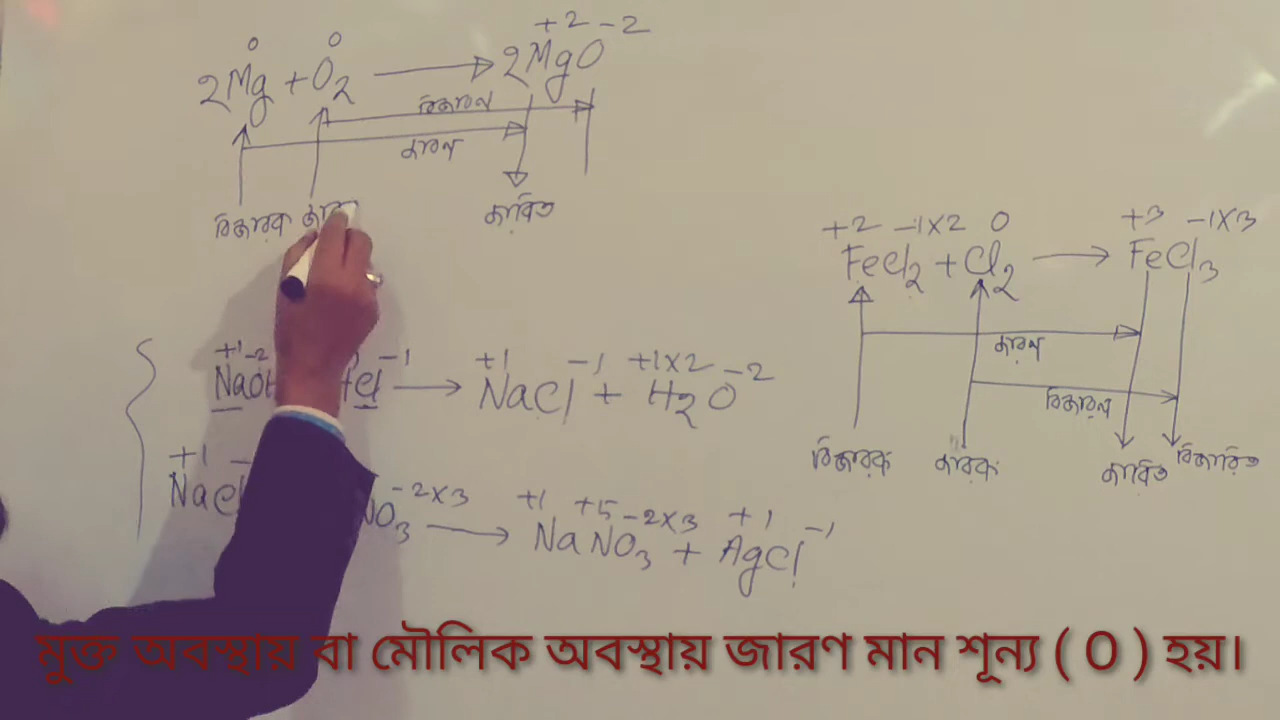 0 0 +2 -2
2Mg + O2 → 2MgO
বিজারণ
জারণ
বিজারক জারক জারিত
+2 -1x2 0 +3 -1x3
FeCl2 + Cl2 → FeCl3
জারণ
বিজারণ
বিজারক জারক জারিত বিজারিত
+1 -2 -1 +1 -1 +1x2 -2
NaOH Cl → NaCl + H2O
+1 -2x3 +1 +5 -2x3 +1 -1
NaCl NO3 → NaNO3 + AgCl
মুক্ত অবস্থায় বা মৌলিক অবস্থায় জারণ মান শূন্য ( 0 ) হয়।